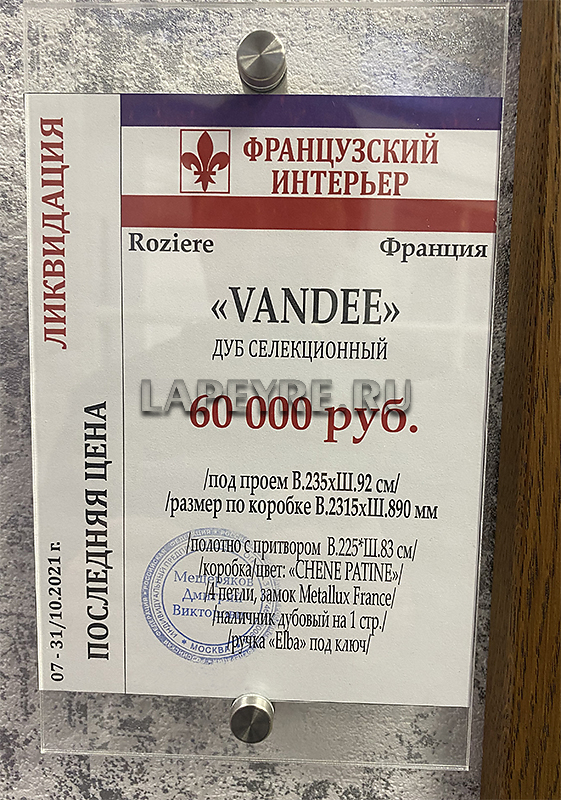 ЛИКВИДАЦИЯ
07 - 31/10.2021 г.
ПОСЛЕДНЯЯ ЦЕНА
ФРАНЦУЗСКИЙ
ИНТЕРЬЕР
Roziere Франция
«VANDEE»
ДУБ СЕЛЕКЦИОННЫЙ
LAPEYRE.RU
60 000 руб.
/под проем В.235хШ.92 см/
/размер по коробке В.2315хШ.890 мм
/полотно с притвором В.225*Ш.83 см/
/коробка/цвет: «CHENE PATINE»/
/4 петли, замок Metallux France/
/наличник дубовый на 1 стр./
/ручка «Elba» под ключ/
Мещеряков
МОСКВА